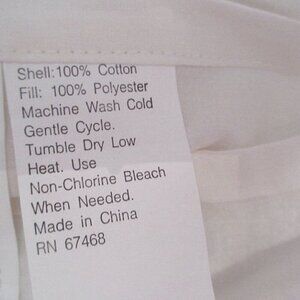 Shell:100% Cotton
Fill: 100% Polyester
Machine Wash Cold
Gentle Cycle.
Tumble Dry Low
Heat. Use
Non-Chlorine Bleach
When Needed.
Made in China
RN 67468